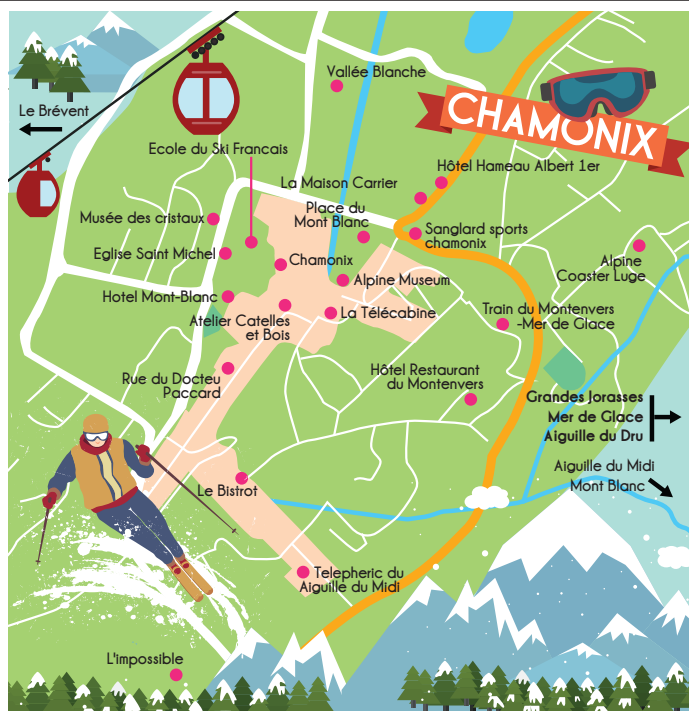 Vallée Blanche
CHAMONIX
Le Brévent
Ecole du Ski Francais
Hôtel Hameau Albert 1er
La Maison Carrier
Musée des cristaux
Place du
Mont Blanc
Sanglard sports
chamonix
Eglise Saint Michel
Chamonix
Alpine
Coaster Luge
Alpine Museum
Hotel Mont-Blanc
La Télécabine
Train du Montenvers
-Mer de Glace
Atelier Catelles
et Bois
Rue du Docteu
Paccard
Hôtel Restaurant
du Montenvers
Grandes Jorasses
Mer de Glace
Aiguille du Dru
Aiguille du Midi
Mont Blanc
Le Bistrot
Telepheric du
Aiguille du Midi
L'impossible